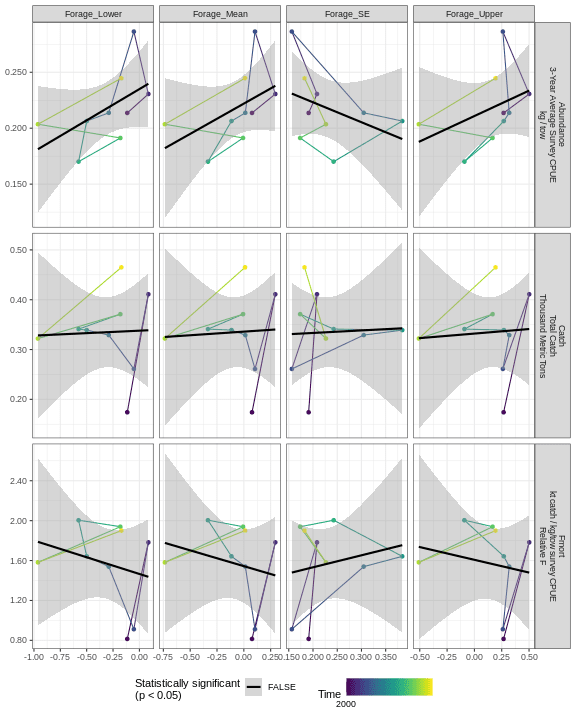 Forage_Lower Forage_Mean Forage_SE Forage_Upper
0.250
0.200
0.150
Abundance
3-Year Average Survey CPUE
kg / tow
0.50
0.40
0.30
0.20
Catch
Total Catch
Thousand Metric Tons
2.40
2.00
1.60
1.20
0.80
Fmort
kt catch / kg/tow survey CPUE
Relative F
-1.00 -0.75 -0.50 -0.25 0.00 -0.75 -0.50 -0.25 0.00 0.25 0.150 0.200 0.250 0.300 0.350 -0.50 -0.25 0.00 0.25 0.50
Statistically significant
(p < 0.05)
FALSE
Time
2000